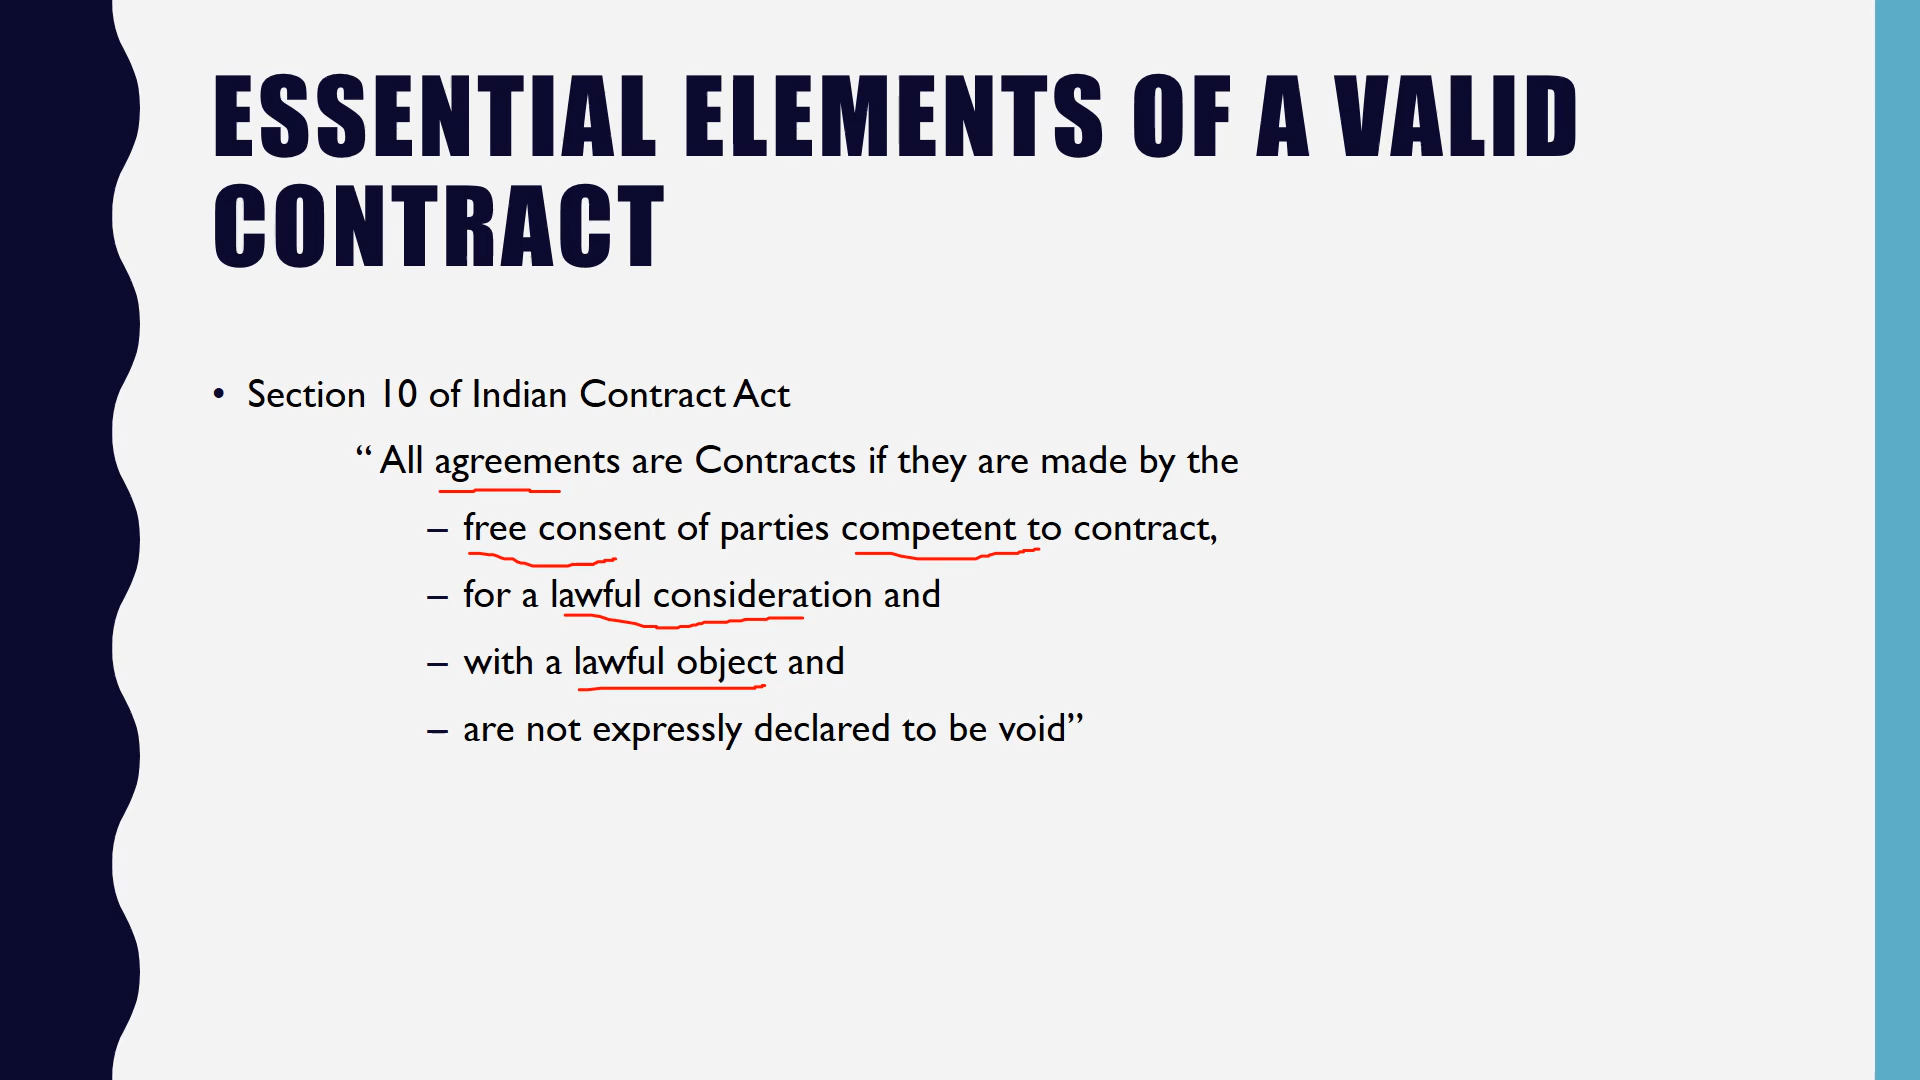 ESSENTIAL ELEMENTS OF A VALID
CONTRACT
• Section 10 of Indian Contract Act
“ All agreements are Contracts if they are made by the
– free consent of parties competent to contract,
– for a lawful consideration and
– with a lawful object and
– are not expressly declared to be void”